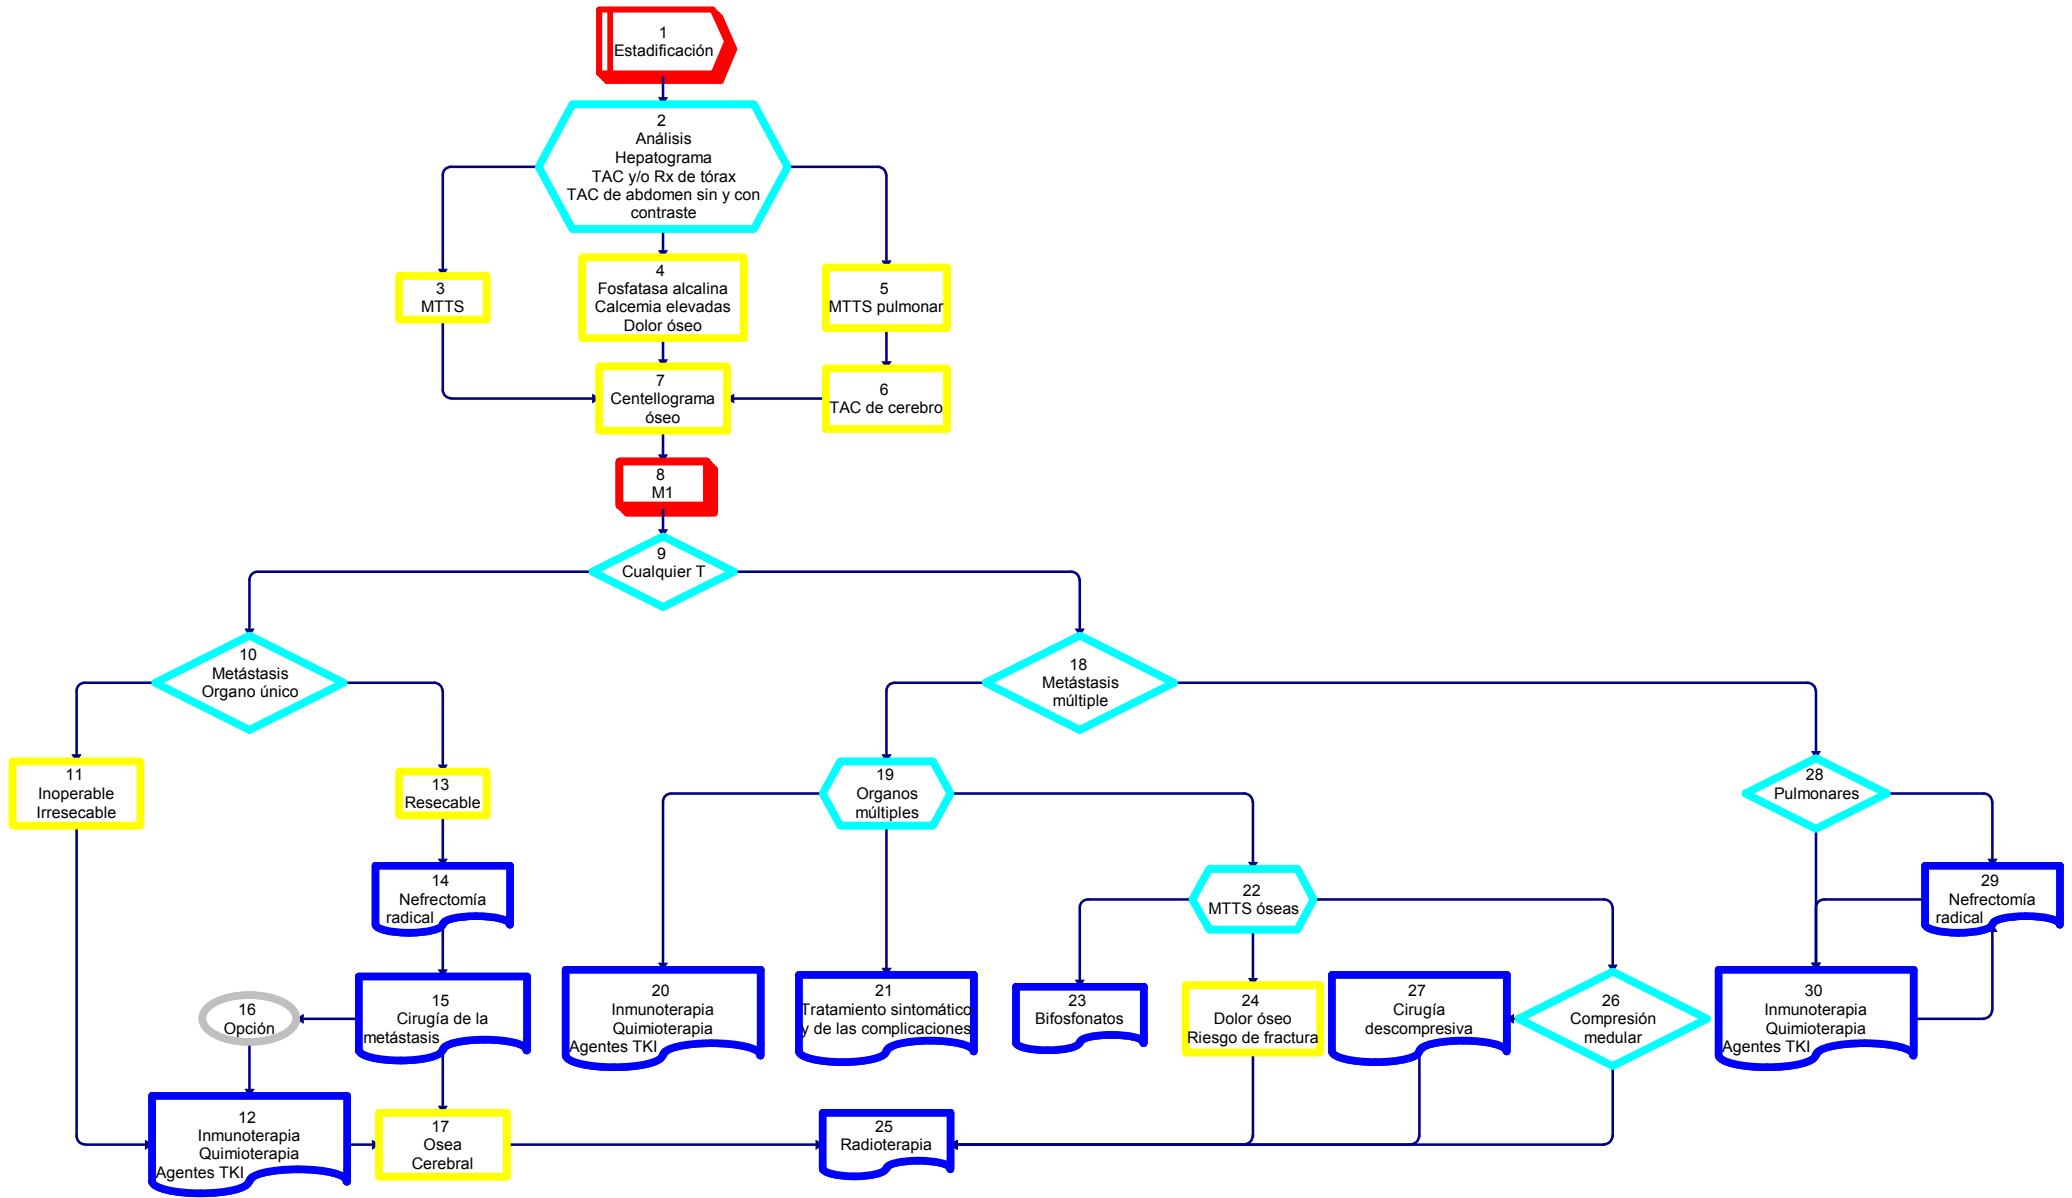 1
Estadificación
2
Análisis
Hepatograma
TAC y/o Rx de tórax
TAC de abdomen sin y con
contraste
3
MTTS
4
Fosfatasa alcalina
Calcemia elevadas
Dolor óseo
5
MTTS pulmonar
7
Centellograma
óseo
6
TAC de cerebro
8
M1
9
Cualquier T
10
Metástasis
Organo único
18
Metástasis
múltiple
11
Inoperable
Irresecable
13
Resecable
19
Organos
múltiples
28
Pulmonares
14
Nefrectomía
radical
22
MTTS óseas
29
Nefrectomía
radical
16
Opción
15
Cirugía de la
metástasis
20
Inmunoterapia
Quimioterapia
Agentes TKI
21
Tratamiento sintomático
y de las complicaciones
23
Bifosfonatos
24
Dolor óseo
Riesgo de fractura
27
Cirugía
descompresiva
26
Compresión
medular
30
Inmunoterapia
Quimioterapia
Agentes TKI
12
Inmunoterapia
Quimioterapia
Agentes TKI
17
Osea
Cerebral
25
Radioterapia